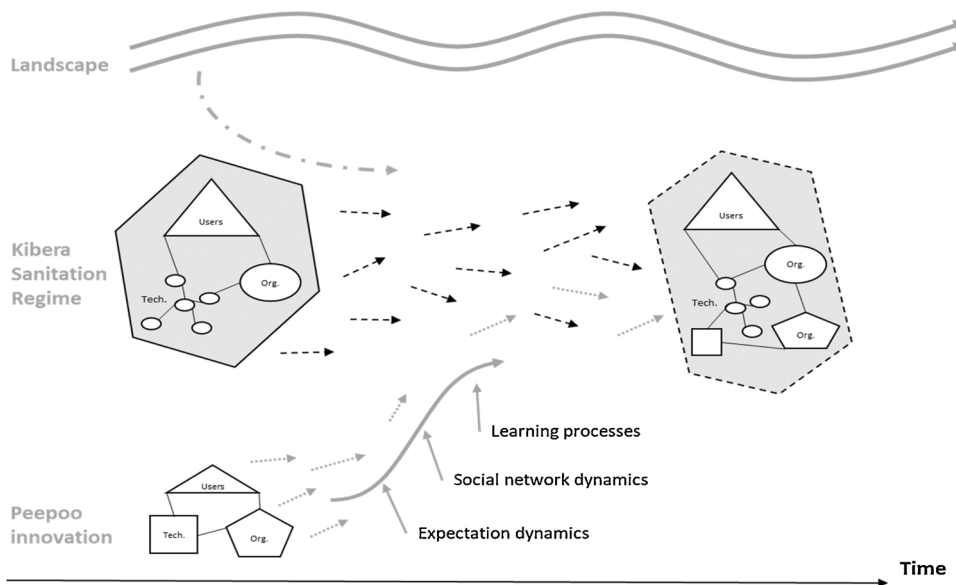 Landscape
Users
Users
Kibera
Sanitation
Regime
Org.
Org.
Tech.
Tech.
Org.
Learning processes
Social network dynamics
Users
Peepoo
innovation
Tech.
Org.
Expectation dynamics
Time